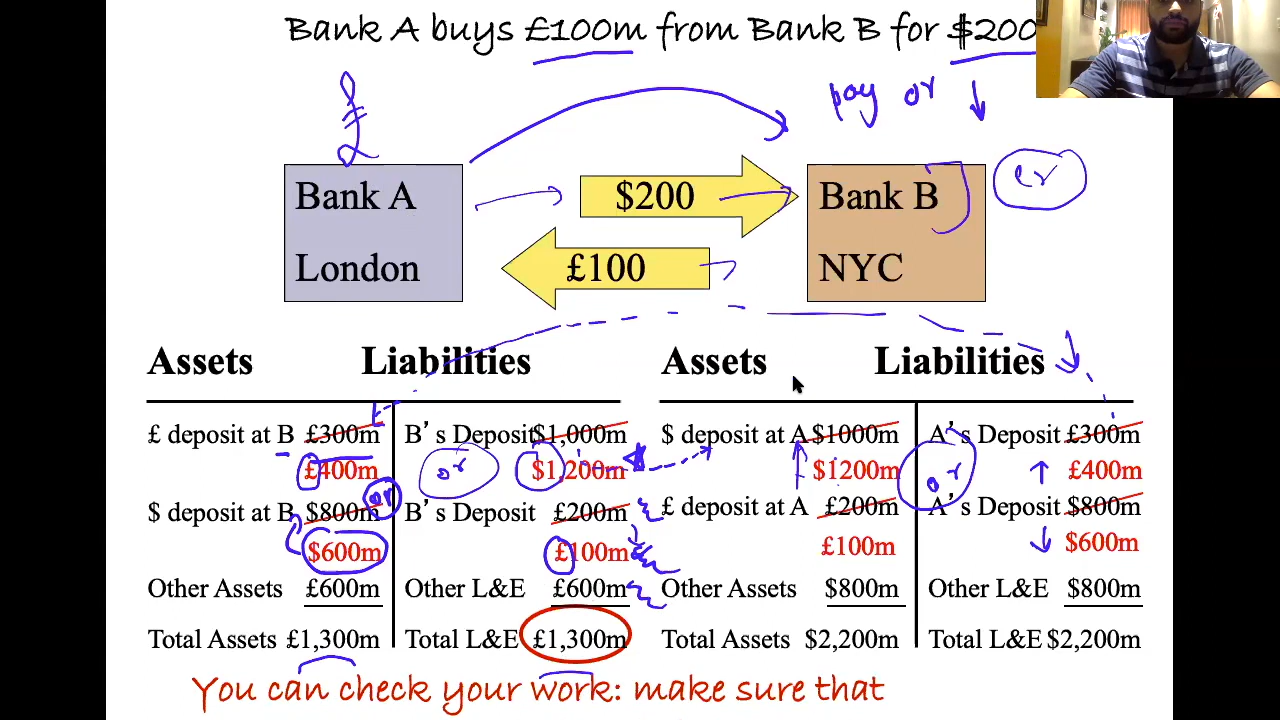 Bank A buys £100m from Bank B for $200
£
pay or ↓
Bank A
London
$200
£100
Bank B
NYC
or
Assets Liabilities
£ deposit at B £300m B's Deposit $1,000m
£400m or $1,200m
$ deposit at B $800m or B's Deposit £200m
$600m £100m
Other Assets £600m Other L&E £600m
Total Assets £1,300m Total L&E £1,300m
Assets Liabilities
$ deposit at A $1000m A's Deposit £300m
$1200m or ↑ £400m
£ deposit at A £200m A's Deposit $800m
£100m ↓ $600m
Other Assets $800m Other L&E $800m
Total Assets $2,200m Total L&E $2,200m
You can check your work: make sure that